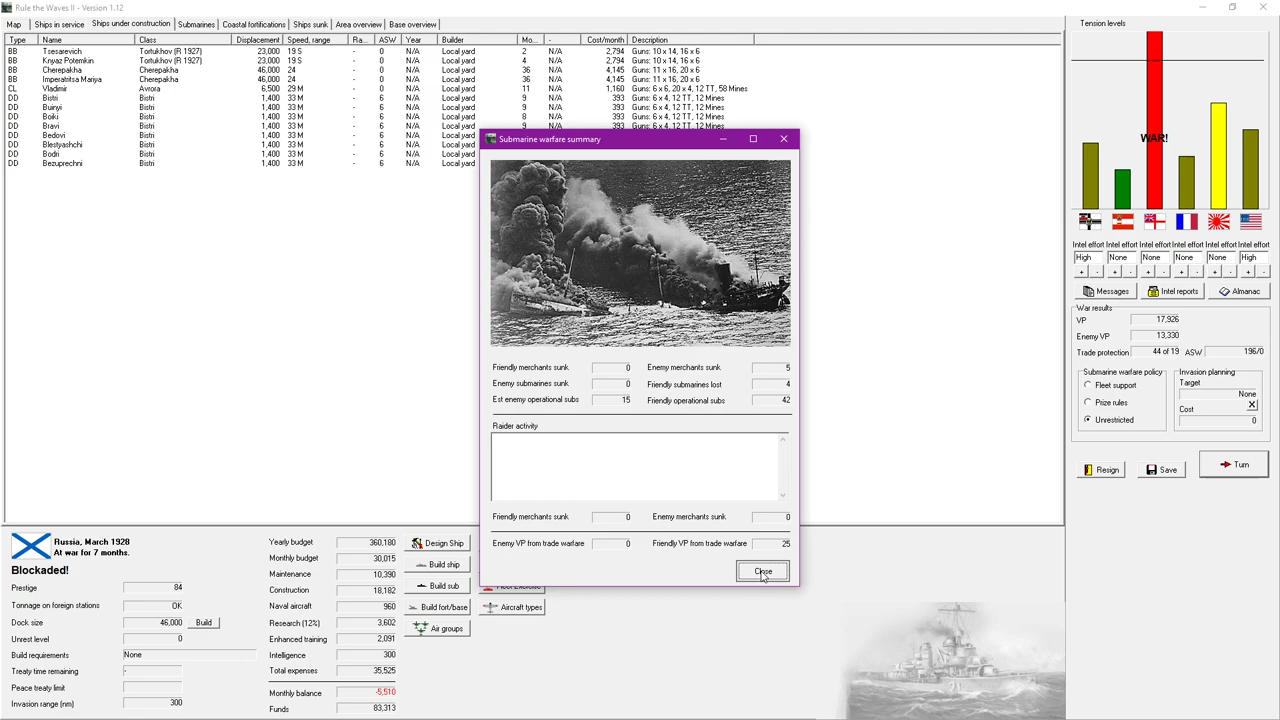 Rule the Waves II - Version 1.12
Map Ships in service Ships under construction Submarines Coastal fortifications Ships sunk Area overview Base overview
Type Name Class Displacement Speed, range Ra... ASW Year Builder Mo... - Cost/month Description
BB Tsesarevich Tortukhov (R 1927) 23,000 19 S - 0 N/A Local yard 2 N/A 2,794 Guns: 10 x 14, 16 x 6
BB Knyaz Potemkin Tortukhov (R 1927) 23,000 19 S - 0 N/A Local yard 4 N/A 2,794 Guns: 10 x 14, 16 x 6
BB Cherepakha Cherepakha 46,000 24 - 0 N/A Local yard 36 N/A 4,145 Guns: 11 x 16, 20 x 6
BB Imperatritsa Mariya Cherepakha 46,000 24 - 0 N/A Local yard 36 N/A 4,145 Guns: 11 x 16, 20 x 6
CL Vladimir Avrora 6,500 29 M - 0 N/A Local yard 11 N/A 1,160 Guns: 6 x 6, 20 x 4, 12 TT, 58 Mines
DD Bistri Bistri 1,400 33 M - 6 N/A Local yard 9 N/A 393 Guns: 6 x 4, 12 TT, 12 Mines
DD Buinyi Bistri 1,400 33 M - 6 N/A Local yard 9 N/A 393 Guns: 6 x 4, 12 TT, 12 Mines
DD Boiki Bistri 1,400 33 M - 6 N/A Local yard 8 N/A 393 Guns: 6 x 4, 12 TT, 12 Mines
DD Bravi Bistri 1,400 33 M - 6 N/A Local yard 9 N/A 393 Guns: 6 x 4, 12 TT, 12 Mines
DD Bedovi Bistri 1,400 33 M - 6 N/A Local yard
DD Blestyashchi Bistri 1,400 33 M - 6 N/A Local yard
DD Bodri Bistri 1,400 33 M - 6 N/A Local yard
DD Bezuprechni Bistri 1,400 33 M - 6 N/A Local yard
Submarine warfare summary
Friendly merchants sunk 0 Enemy merchants sunk 5
Enemy submarines sunk 0 Friendly submarines lost 4
Est enemy operational subs 15 Friendly operational subs 42
Raider activity
Friendly merchants sunk 0 Enemy merchants sunk 0
Enemy VP from trade warfare 0 Friendly VP from trade warfare 25
Close
Tension levels
WAR!
Intel effort Intel effort Intel effort Intel effort Intel effort Intel effort
High None None None None High
+ - + - + - + - + - + -
Messages Intel reports Almanac
War results
VP 17,926
Enemy VP 13,330
Trade protection 44 of 19 ASW 196/0
Submarine warfare policy
Fleet support
Prize rules
Unrestricted
Invasion planning
Target
None
X
Cost
0
Resign Save Turn
Russia, March 1928
At war for 7 months.
Blockaded!
Prestige 84
Tonnage on foreign stations OK
Dock size 46,000 Build
Unrest level 0
Build requirements None
Treaty time remaining -
Peace treaty limit
Invasion range (nm) 300
Yearly budget 360,180
Monthly budget 30,015
Maintenance 10,390
Construction 18,182
Naval aircraft 960
Research (12%) 3,602
Enhanced training 2,091
Intelligence 300
Total expenses 35,525
Monthly balance -5,510
Funds 83,313
Design Ship
Build ship
Build sub
Build fort/base Aircraft types
Air groups